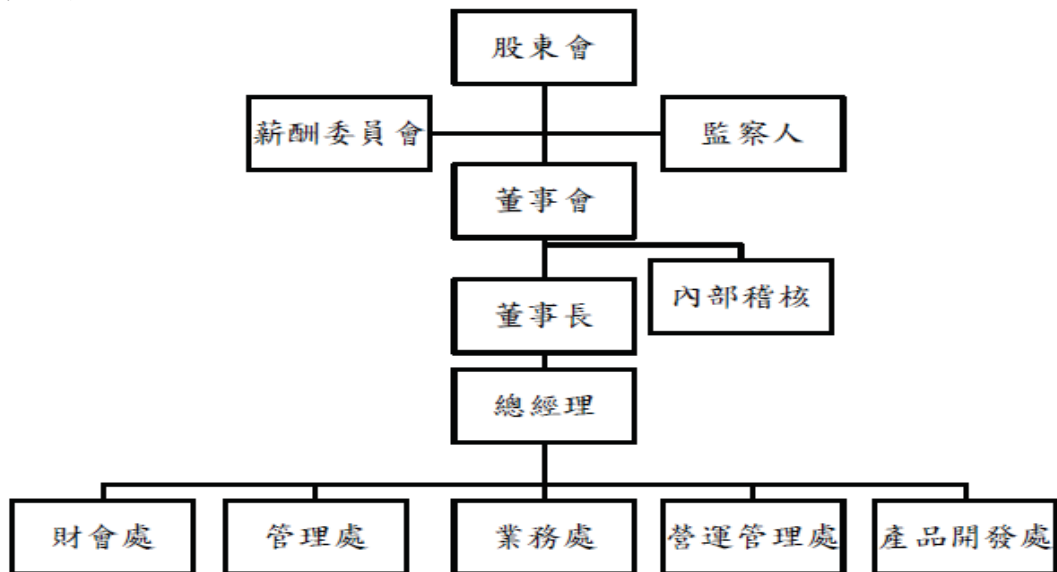 股東會
薪酬委員會
監察人
董事會
內部稽核
董事長
總經理
財會處
管理處
業務處
營運管理處
產品開發處